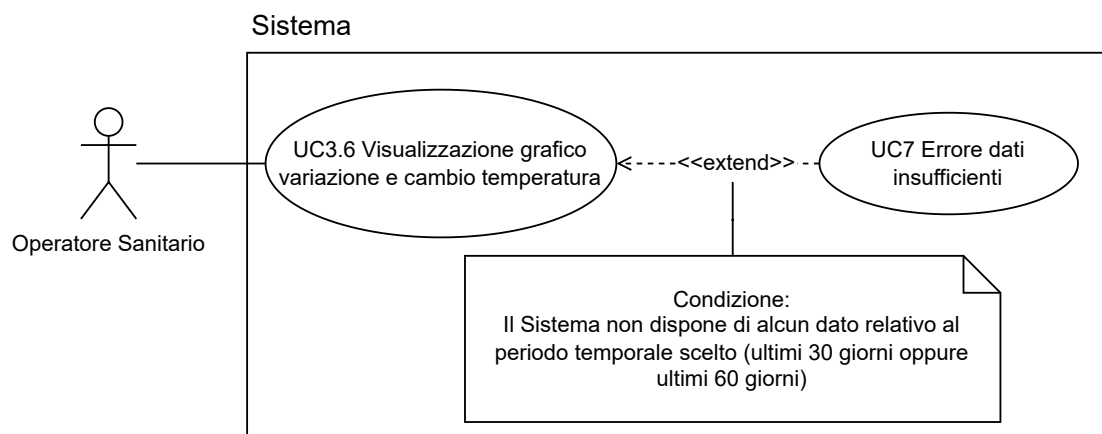 Sistema
UC3.6 Visualizzazione grafico
variazione e cambio temperatura
<<extend>>
UC7 Errore dati
insufficienti
Operatore Sanitario
Condizione:
Il Sistema non dispone di alcun dato relativo al
periodo temporale scelto (ultimi 30 giorni oppure
ultimi 60 giorni)